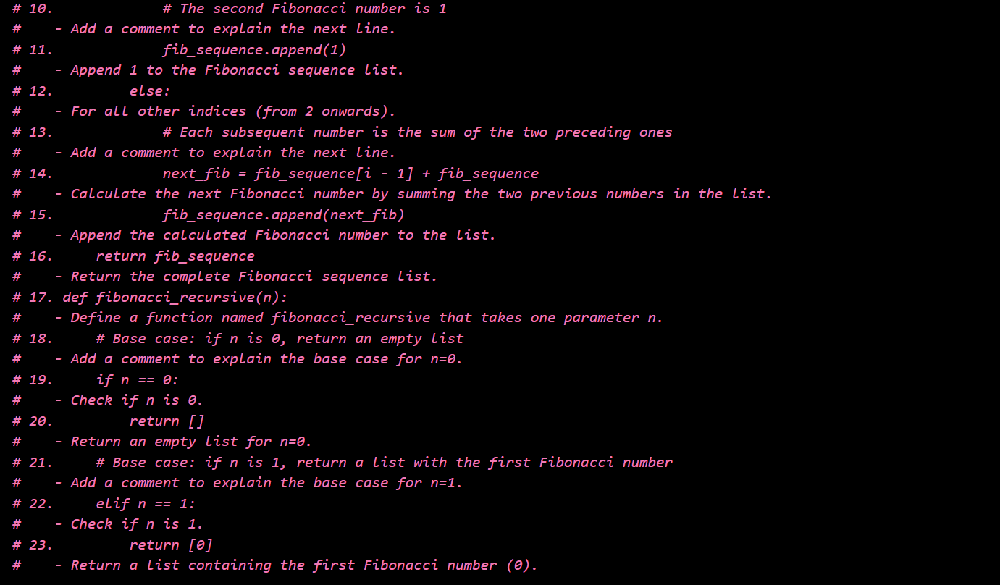 # 10.             # The second Fibonacci number is 1
#    - Add a comment to explain the next line.
# 11.             fib_sequence.append(1)
#    - Append 1 to the Fibonacci sequence list.
# 12.         else:
#    - For all other indices (from 2 onwards).
# 13.             # Each subsequent number is the sum of the two preceding ones
#    - Add a comment to explain the next line.
# 14.             next_fib = fib_sequence[i - 1] + fib_sequence
#    - Calculate the next Fibonacci number by summing the two previous numbers in the list.
# 15.             fib_sequence.append(next_fib)
#    - Append the calculated Fibonacci number to the list.
# 16.     return fib_sequence
#    - Return the complete Fibonacci sequence list.
# 17. def fibonacci_recursive(n):
#    - Define a function named fibonacci_recursive that takes one parameter n.
# 18.     # Base case: if n is 0, return an empty list
#    - Add a comment to explain the base case for n=0.
# 19.     if n == 0:
#    - Check if n is 0.
# 20.         return []
#    - Return an empty list for n=0.
# 21.     # Base case: if n is 1, return a list with the first Fibonacci number
#    - Add a comment to explain the base case for n=1.
# 22.     elif n == 1:
#    - Check if n is 1.
# 23.         return [0]
#    - Return a list containing the first Fibonacci number (0).